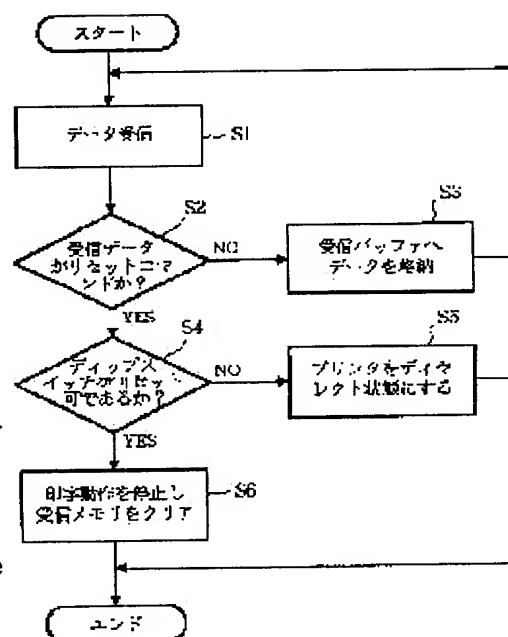 スタート
データ受信
S1
S2
受信データ
がリセットコマ
ンドか?
NO
YES
S3
受信バッファへ
データを格納
S4
ディップス
イッチがリセット
可であるか?
NO
YES
S5
プリンタをディセ
レクト状態にする
印字動作を停止し
受信メモリをクリア
S6
エンド